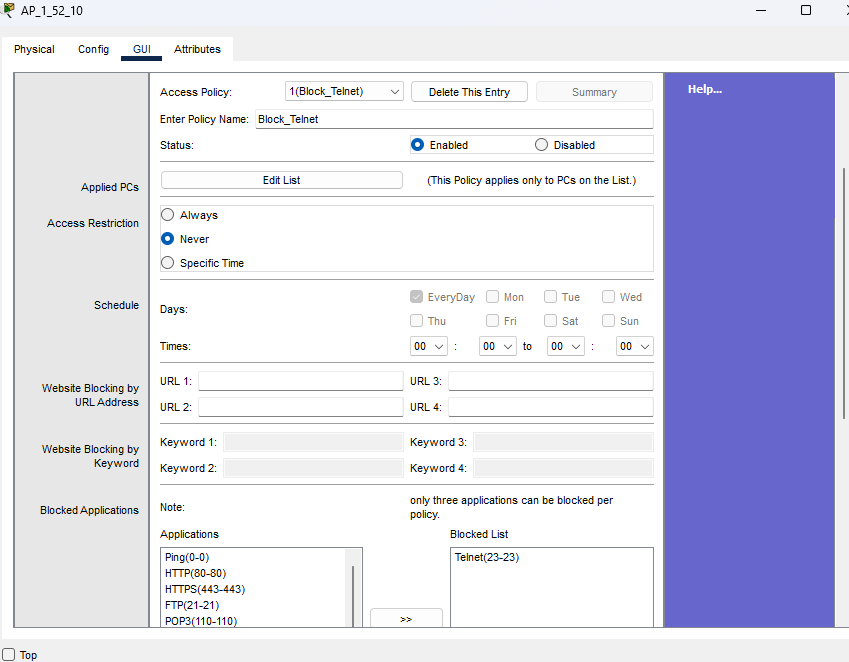 AP_1_52_10
Physical Config GUI Attributes
Access Policy: 1(Block_Telnet) Delete This Entry Summary
Help...
Enter Policy Name: Block_Telnet
Status: Enabled Disabled
Applied PCs Edit List (This Policy applies only to PCs on the List.)
Access Restriction Always
Never
Specific Time
Schedule
Days: EveryDay Mon Tue Wed
Thu Fri Sat Sun
Times: 00 : 00 to 00 : 00
Website Blocking by
URL Address
URL 1: URL 3:
URL 2: URL 4:
Website Blocking by
Keyword
Keyword 1: Keyword 3:
Keyword 2: Keyword 4:
Blocked Applications Note: only three applications can be blocked per
policy.
Applications Blocked List
Ping(0-0) Telnet(23-23)
HTTP(80-80)
HTTPS(443-443)
FTP(21-21)
POP3(110-110) >>
Top